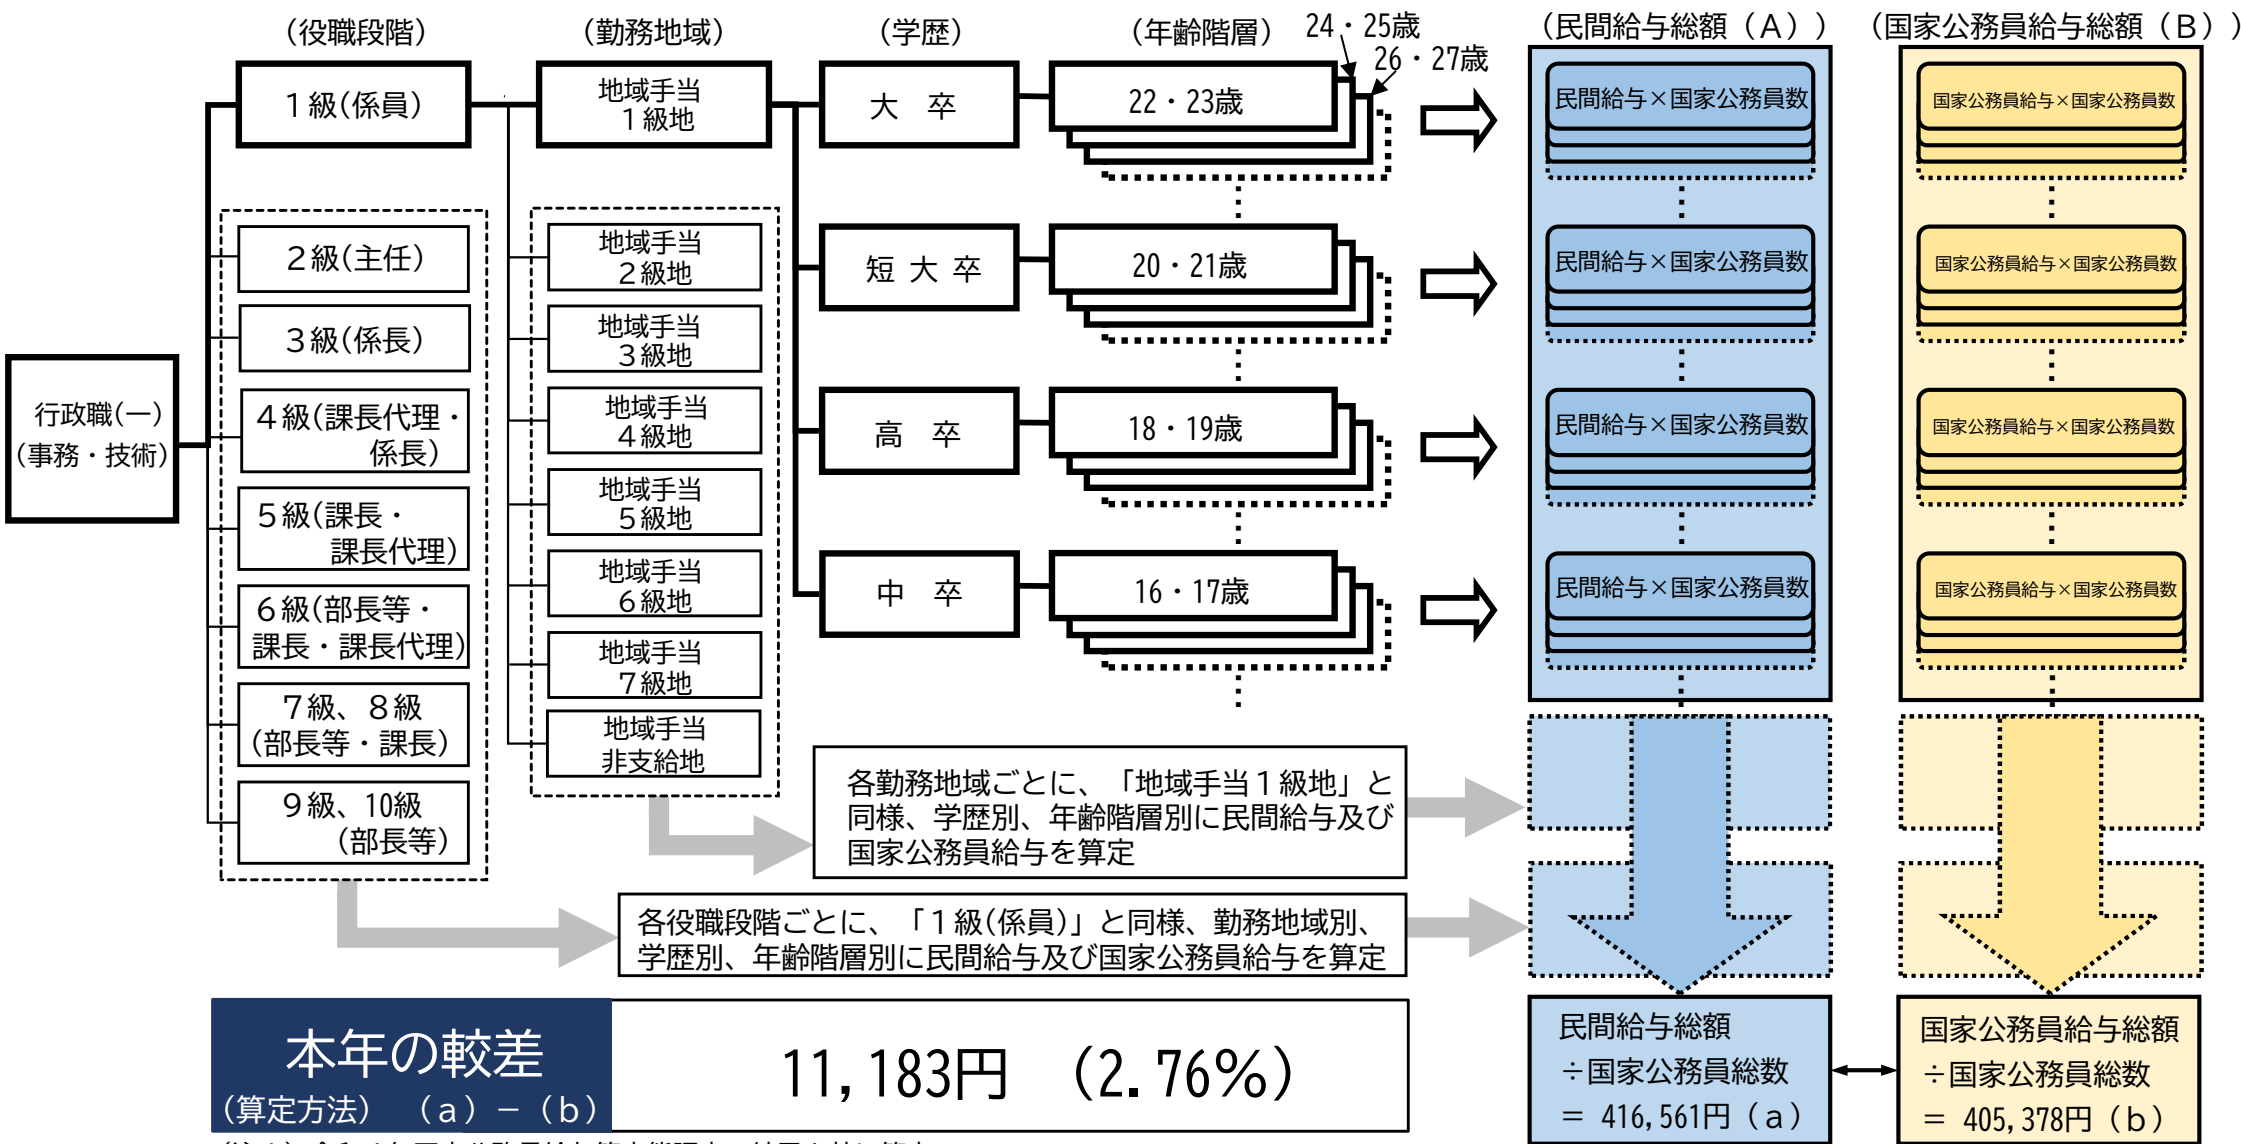 (役職段階)
(勤務地域)
(学歴)
(年齢階層)
24・25歳
26・27歳
(民間給与総額(A))
(国家公務員給与総額(B))
行政職(一)
(事務・技術)
1級(係員)
2級(主任)
3級(係長)
4級(課長代理・
係長)
5級(課長・
課長代理)
6級(部長等・
課長・課長代理)
7級、8級
(部長等・課長)
9級、10級
(部長等)
地域手当
1級地
地域手当
2級地
地域手当
3級地
地域手当
4級地
地域手当
5級地
地域手当
6級地
地域手当
7級地
地域手当
非支給地
大 卒
22・23歳
民間給与×国家公務員数
国家公務員給与×国家公務員数
短 大 卒
20・21歳
民間給与×国家公務員数
国家公務員給与×国家公務員数
高 卒
18・19歳
民間給与×国家公務員数
国家公務員給与×国家公務員数
中 卒
16・17歳
民間給与×国家公務員数
国家公務員給与×国家公務員数
各勤務地域ごとに、「地域手当1級地」と
同様、学歴別、年齢階層別に民間給与及び
国家公務員給与を算定
各役職段階ごとに、「1級(係員)」と同様、勤務地域別、
学歴別、年齢階層別に民間給与及び国家公務員給与を算定
本年の較差
(算定方法) (a)-(b)
11,183円 (2.76%)
民間給与総額
÷国家公務員総数
= 416,561円(a)
国家公務員給与総額
÷国家公務員総数
= 405,378円(b)